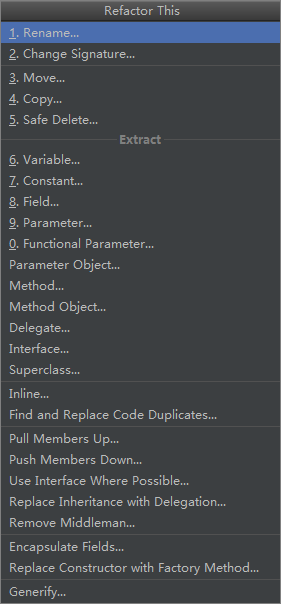 Refactor This
1. Rename...
2. Change Signature...
3. Move...
4. Copy...
5. Safe Delete...
Extract
6. Variable...
7. Constant...
8. Field...
9. Parameter...
0. Functional Parameter...
Parameter Object...
Method...
Method Object...
Delegate...
Interface...
Superclass...
Inline...
Find and Replace Code Duplicates...
Pull Members Up...
Push Members Down...
Use Interface Where Possible...
Replace Inheritance with Delegation...
Remove Middleman...
Encapsulate Fields...
Replace Constructor with Factory Method...
Generify...